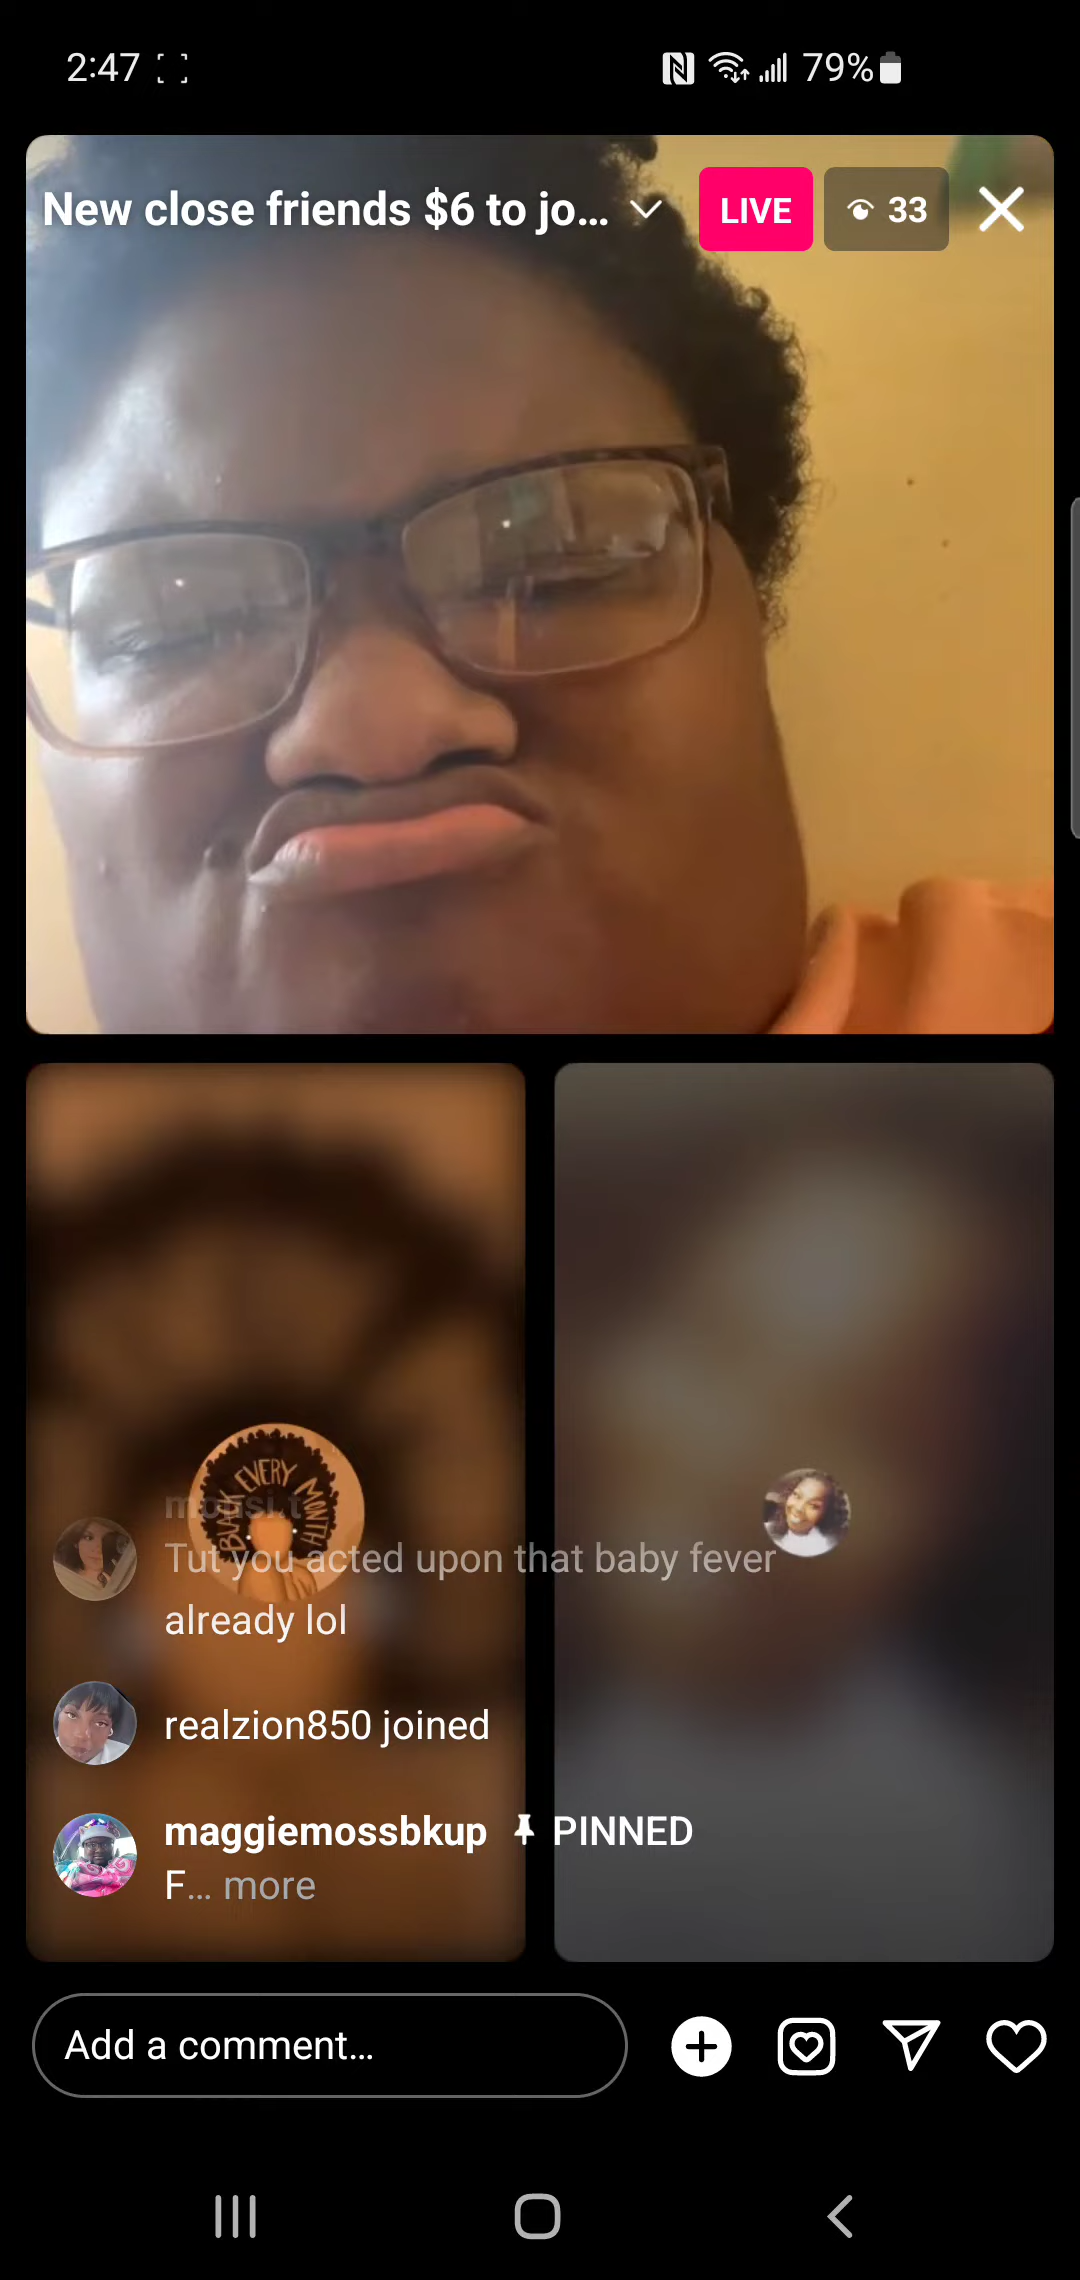 2:47
79%
New close friends $6 to jo...
LIVE
33
BLACK EVERY MONTH
monsi.t
Tut you acted upon that baby fever
already lol
realzion850 joined
maggiemossbkup PINNED
F... more
Add a comment...